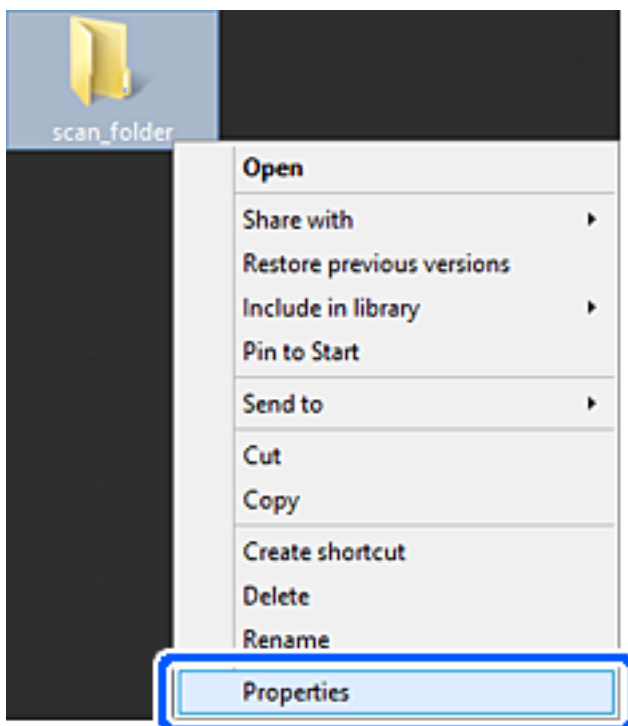 scan_folder
Open
Share with
Restore previous versions
Include in library
Pin to Start
Send to
Cut
Copy
Create shortcut
Delete
Rename
Properties